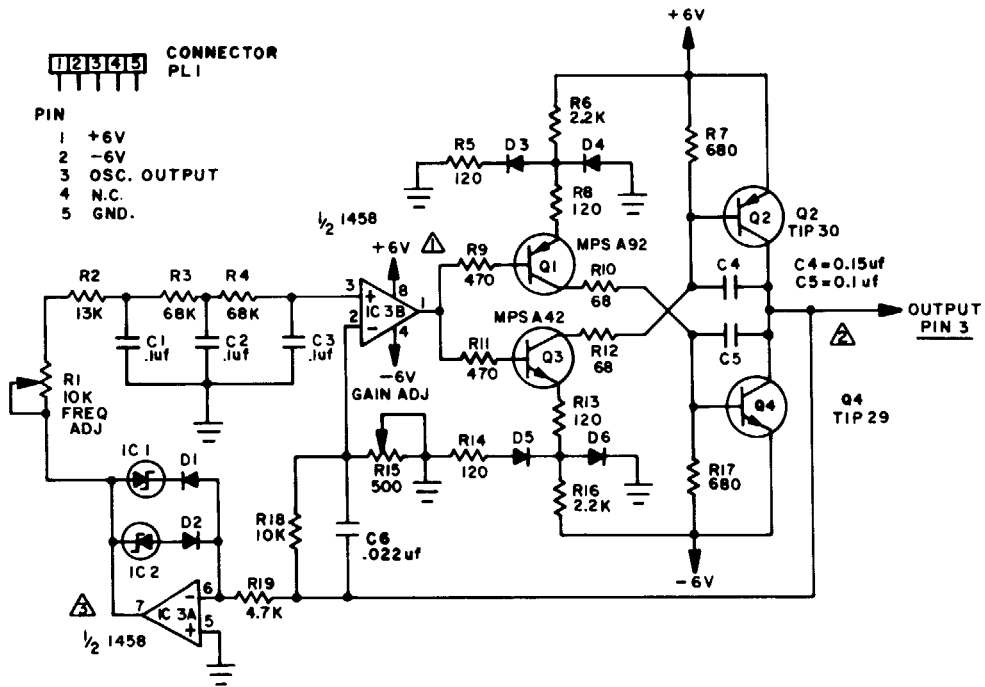 CONNECTOR
PL1
1 2 3 4 5
PIN
1 +6V
2 -6V
3 OSC. OUTPUT
4 N.C.
5 GND.
+6V
R6
2.2K
R5
120
D3
D4
R7
680
R8
120
Q2
Q2
TIP 30
1/2 1458
+6V
1
MPS A92
R9
470
Q1
R10
68
C4
C4=0.15uf
C5=0.1uf
R2
13K
R3
68K
R4
68K
3
+
8
IC 3B
1
2
-
4
-6V
GAIN ADJ
MPS A42
R11
470
Q3
R12
68
C5
OUTPUT
PIN 3
2
C1
.1uf
C2
.1uf
C3
.1uf
R1
10K
FREQ
ADJ
R13
120
Q4
Q4
TIP 29
IC 1
D1
R15
500
R14
120
D5
D6
R16
2.2K
R17
680
D2
IC 2
R18
10K
C6
.022uf
-6V
3
7
6
-
IC 3A
+
5
R19
4.7K
1/2 1458